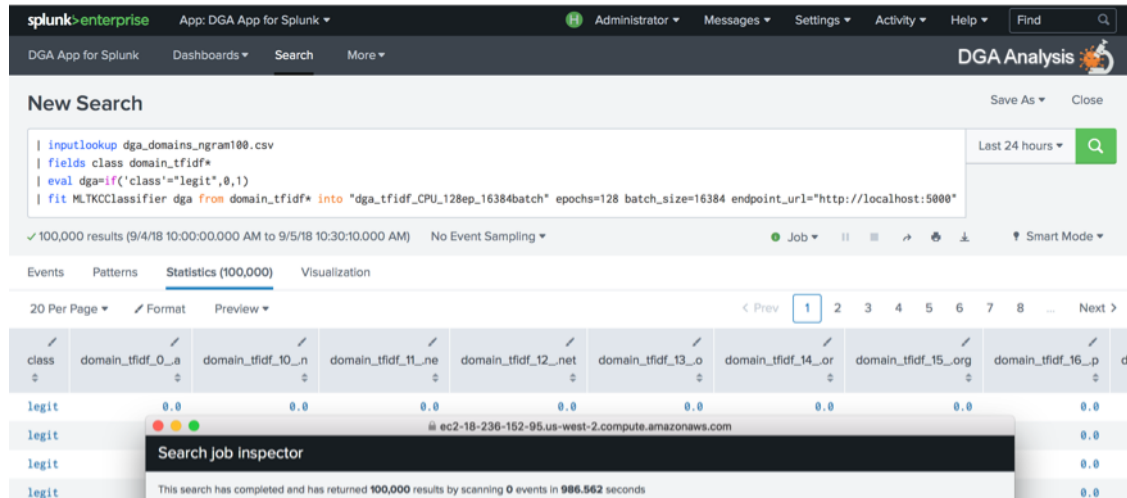 splunk>enterprise App: DGA App for Splunk H Administrator Messages Settings Activity Help Find
DGA App for Splunk Dashboards Search More DGA Analysis
New Search Save As Close
| inputlookup dga_domains_ngram100.csv Last 24 hours
| fields class domain_tfidf*
| eval dga=if('class'="legit",0,1)
| fit MLTKCClassifier dga from domain_tfidf* into "dga_tfidf_CPU_128ep_16384batch" epochs=128 batch_size=16384 endpoint_url="http://localhost:5000"
100,000 results (9/4/18 10:00:00.000 AM to 9/5/18 10:30:10.000 AM) No Event Sampling Job Smart Mode
Events Patterns Statistics (100,000) Visualization
20 Per Page Format Preview < Prev 1 2 3 4 5 6 7 8 ... Next >
class domain_tfidf_0_.a domain_tfidf_10_.n domain_tfidf_11_.ne domain_tfidf_12_.net domain_tfidf_13_.o domain_tfidf_14_.or domain_tfidf_15_.org domain_tfidf_16_.p d
legit 0.0 0.0 0.0 0.0 0.0 0.0 0.0 0.0
ec2-18-236-152-95.us-west-2.compute.amazonaws.com
legit 0.0
Search job inspector
legit 0.0
This search has completed and has returned 100,000 results by scanning 0 events in 986.562 seconds
legit 0.0